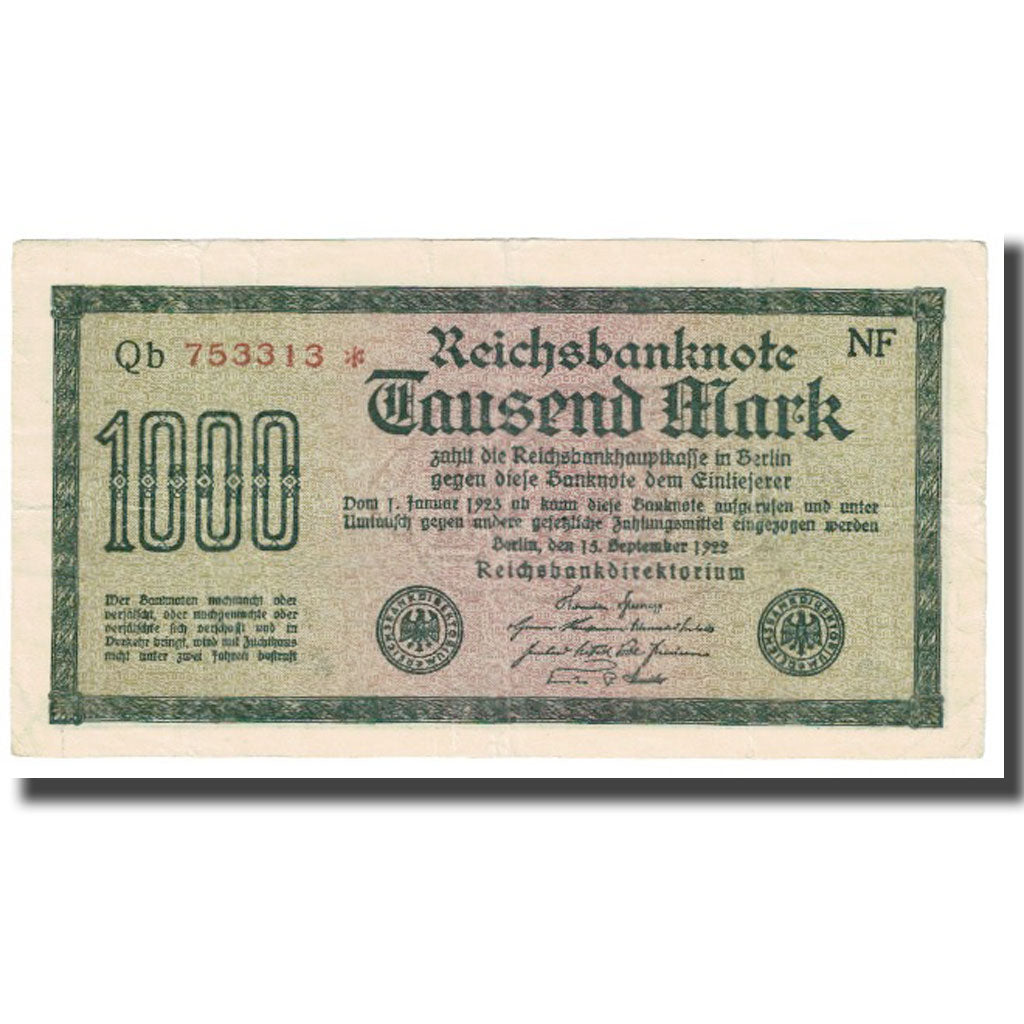 Qb 753313 *
NF
1000
Reichsbanknote
Tausend Mark
zahlt die Reichsbankhauptkasse in Berlin
gegen diese Banknote dem Einlieferer
Vom 1. Januar 1923 ab kann diese Banknote aufgerufen und unter
Umtausch gegen andere gesetzliche Zahlungsmittel eingezogen werden
Berlin, den 15. September 1922
Reichsbankdirektorium
Wer Banknoten nachmacht oder
verfälscht, oder nachgemachte oder
verfälschte sich verschafft und in
Verkehr bringt, wird mit Zuchthaus
nicht unter zwei Jahren bestraft
REICHSBANKDIREKTORIUM
REICHSBANKDIREKTORIUM